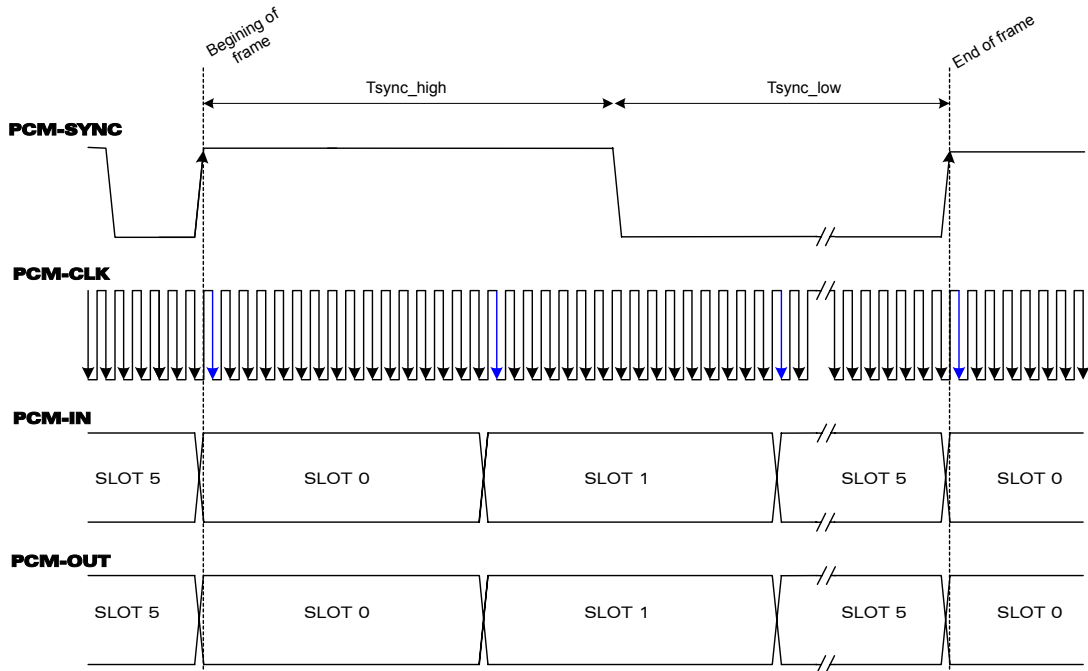 Begining of
frame
End of frame
Tsync_high
Tsync_low
PCM-SYNC
PCM-CLK
PCM-IN
SLOT 5
SLOT 0
SLOT 1
SLOT 5
SLOT 0
PCM-OUT
SLOT 5
SLOT 0
SLOT 1
SLOT 5
SLOT 0